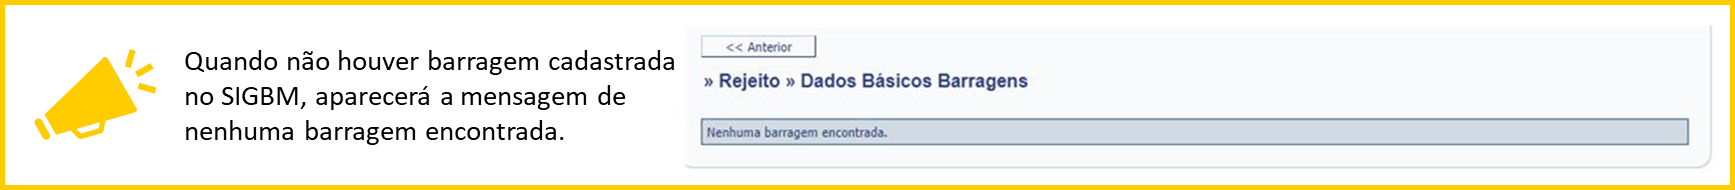 Quando não houver barragem cadastrada
no SIGBM, aparecerá a mensagem de
nenhuma barragem encontrada.
<< Anterior
» Rejeito » Dados Básicos Barragens
Nenhuma barragem encontrada.